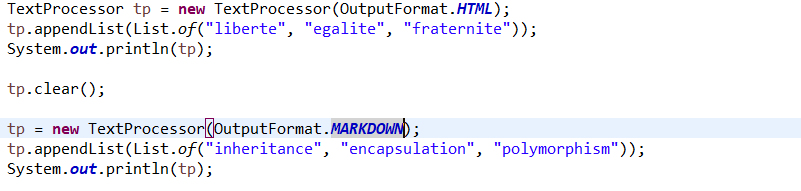 TextProcessor tp = new TextProcessor(OutputFormat.HTML);
tp.appendList(List.of("liberte", "egalite", "fraternite"));
System.out.println(tp);
tp.clear();
tp = new TextProcessor(OutputFormat.MARKDOWN);
tp.appendList(List.of("inheritance", "encapsulation", "polymorphism"));
System.out.println(tp);